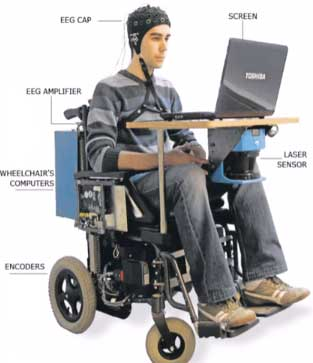 EEG CAP
SCREEN
TOSHIBA
EEG AMPLIFIER
LASER
SENSOR
WHEELCHAIR'S
COMPUTERS
ENCODERS